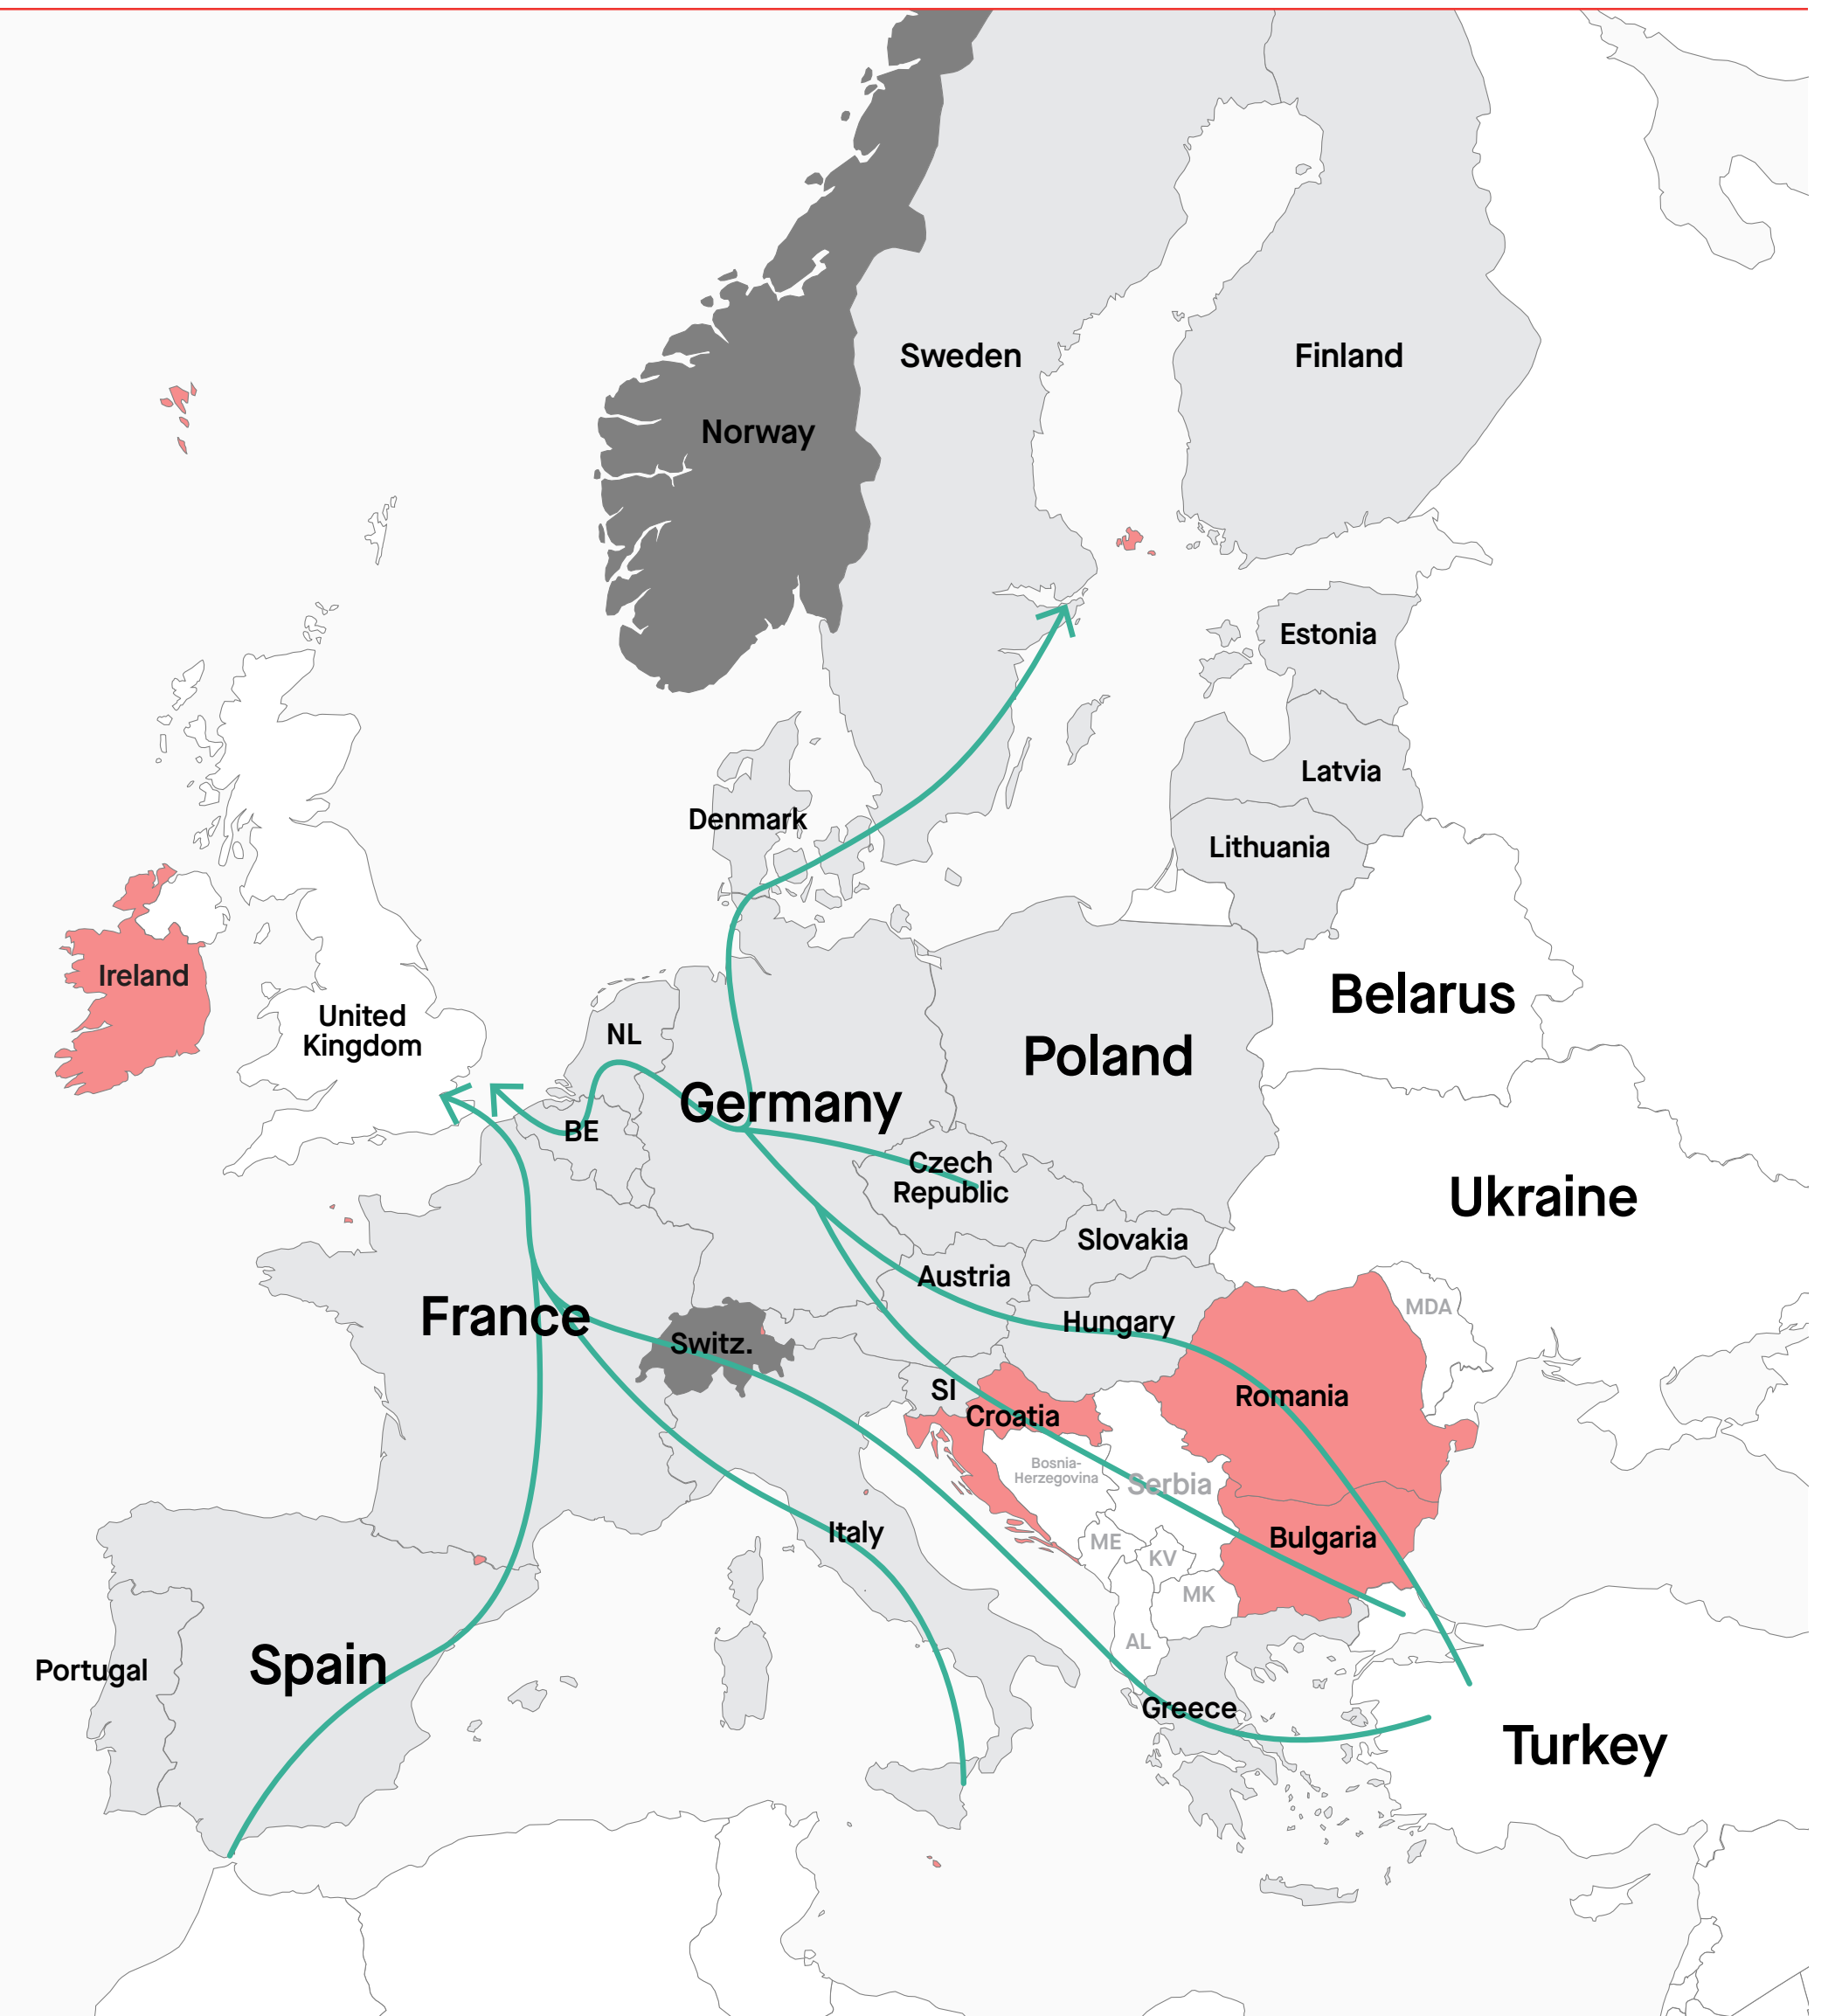 Sweden
Finland
Norway
Estonia
Latvia
Denmark
Lithuania
Ireland
Belarus
United
Kingdom
NL
Poland
Germany
BE
Czech
Republic
Ukraine
Slovakia
Austria
MDA
France
Hungary
Switz.
SI
Romania
Croatia
Bosnia-
Herzegovina
Serbia
Italy
Bulgaria
ME
KV
MK
AL
Portugal
Spain
Greece
Turkey